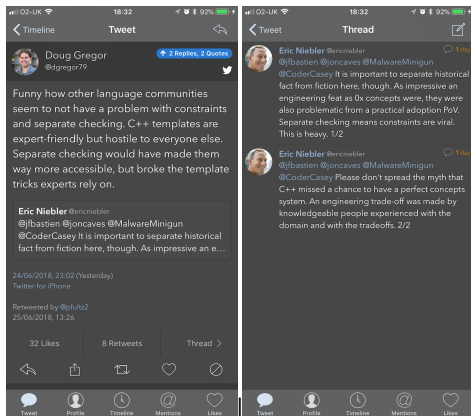 O2-UK
18:32
92%
Timeline
Tweet
Doug Gregor
@dgregor79
2 Replies, 2 Quotes
Funny how other language communities
seem to not have a problem with constraints
and separate checking. C++ templates are
expert-friendly but hostile to everyone else.
Separate checking would have made them
way more accessible, but broke the template
tricks experts rely on.
Eric Niebler @ericniebler
@jfbastien @joncaves @MalwareMinigun
@CoderCasey It is important to separate historical
fact from fiction here, though. As impressive an e...
24/06/2018, 23:02 (Yesterday)
Twitter for iPhone
Retweeted by @pfultz2
25/06/2018, 13:26
32 Likes
8 Retweets
Thread
Tweet
Profile
Timeline
Mentions
Likes
O2-UK
18:32
92%
Tweet
Thread
Eric Niebler @ericniebler
1day
@jfbastien @joncaves @MalwareMinigun
@CoderCasey It is important to separate historical
fact from fiction here, though. As impressive an
engineering feat as 0x concepts were, they were
also problematic from a practical adoption PoV.
Separate checking means constraints are viral.
This is heavy. 1/2
Eric Niebler @ericniebler
1day
@jfbastien @joncaves @MalwareMinigun
@CoderCasey Please don't spread the myth that
C++ missed a chance to have a perfect concepts
system. An engineering trade-off was made by
knowledgeable people experienced with the
domain and with the tradeoffs. 2/2
Tweet
Profile
Timeline
Mentions
Likes